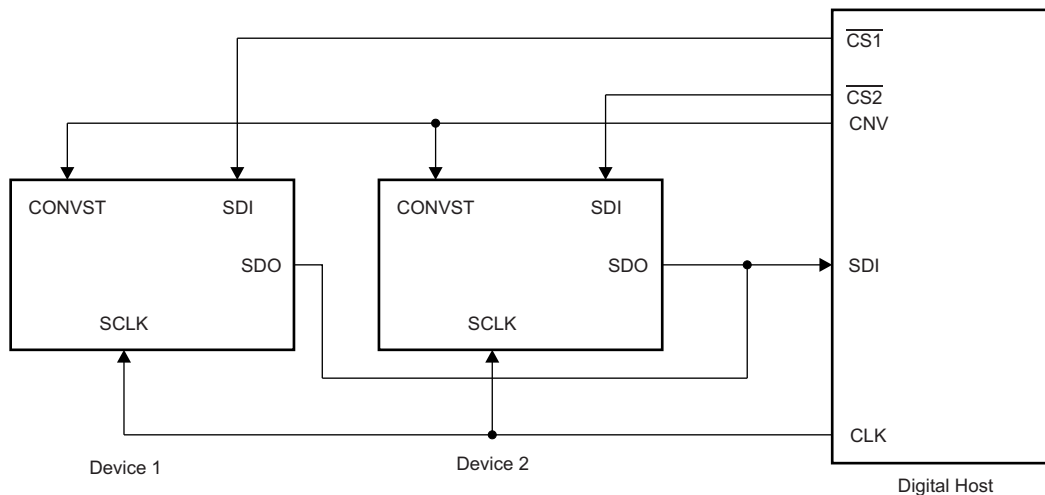 CS1
CS2
CNV
CONVST
SDI
CONVST
SDI
SDO
SDO
SDI
SCLK
SCLK
CLK
Device 1
Device 2
Digital Host